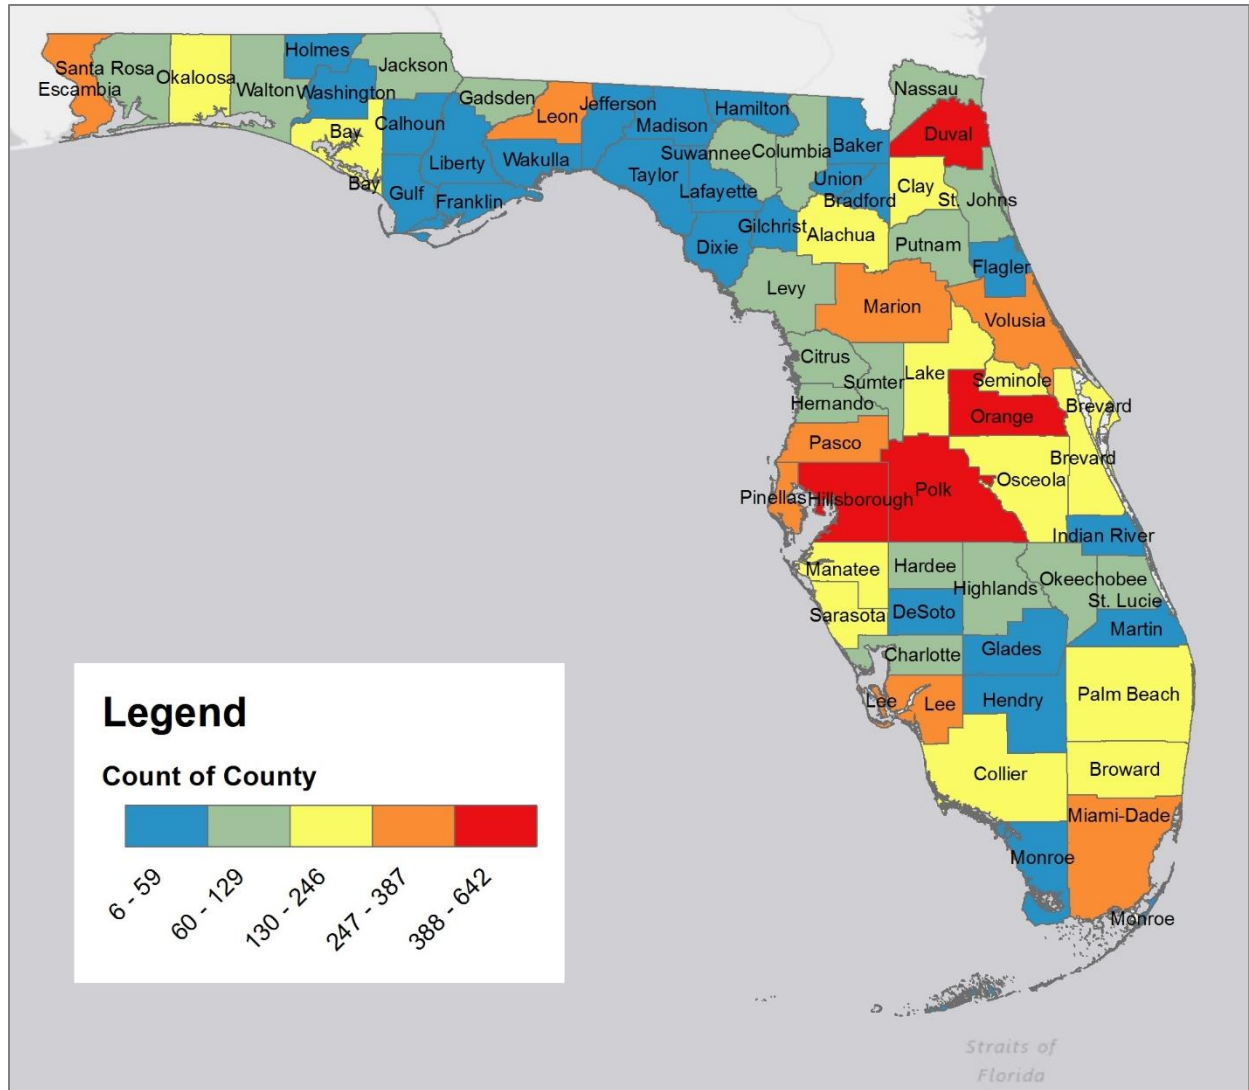 Holmes
Jackson
Santa Rosa
Okaloosa
Escambia
Walton
Washington
Nassau
Gadsden
Jefferson
Hamilton
Leon
Madison
Duval
Bay
Calhoun
Baker
Suwannee
Columbia
Liberty
Wakulla
Taylor
Union
Clay
Bay
Gulf
Franklin
Lafayette
Bradford
St. Johns
Gilchrist
Alachua
Dixie
Putnam
Flagler
Levy
Marion
Volusia
Citrus
Sumter
Lake
Seminole
Hernando
Brevard
Orange
Pasco
Brevard
Osceola
Pinellas
Hillsborough
Polk
Indian River
Manatee
Hardee
Highlands
Okeechobee
St. Lucie
Sarasota
DeSoto
Martin
Charlotte
Glades
Lee
Lee
Hendry
Palm Beach
Collier
Broward
Miami-Dade
Monroe
Monroe
Legend
Count of County
6 - 59
60 - 129
130 - 246
247 - 387
388 - 642
Straits of
Florida